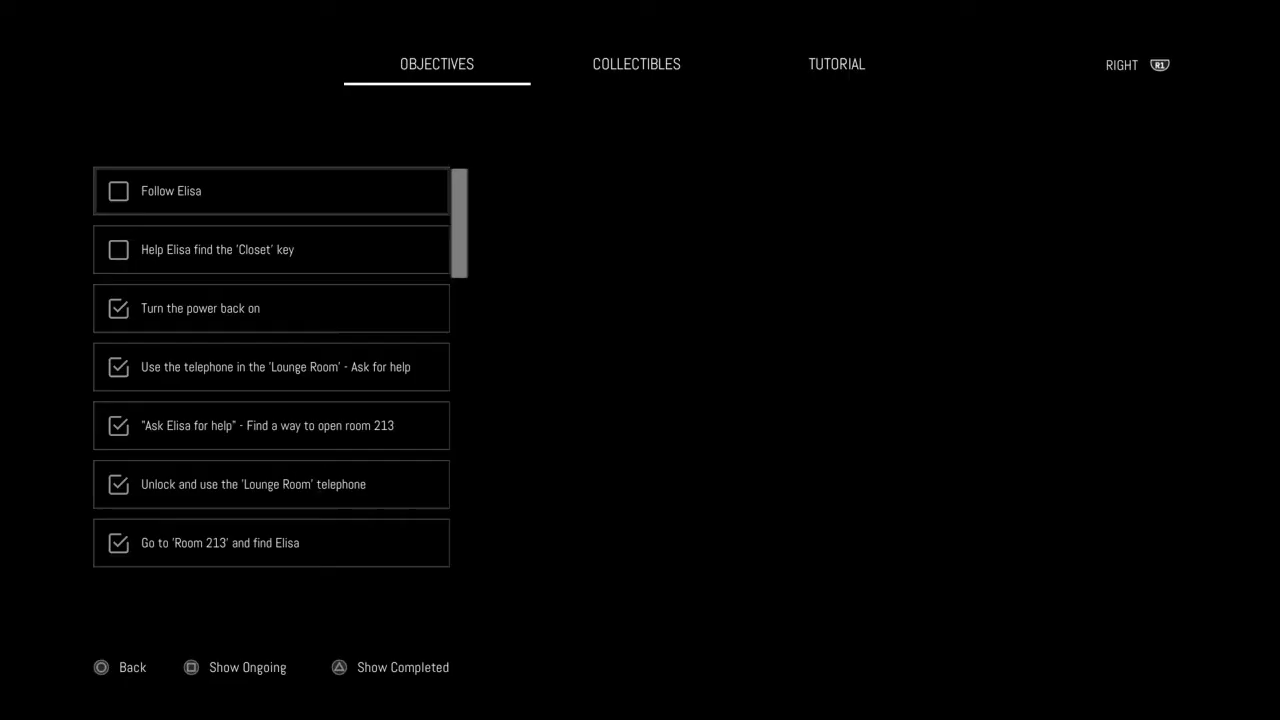 OBJECTIVES
COLLECTIBLES
TUTORIAL
RIGHT R1
Follow Elisa
Help Elisa find the 'Closet' key
Turn the power back on
Use the telephone in the 'Lounge Room' - Ask for help
"Ask Elisa for help" - Find a way to open room 213
Unlock and use the 'Lounge Room' telephone
Go to 'Room 213' and find Elisa
Back
Show Ongoing
Show Completed